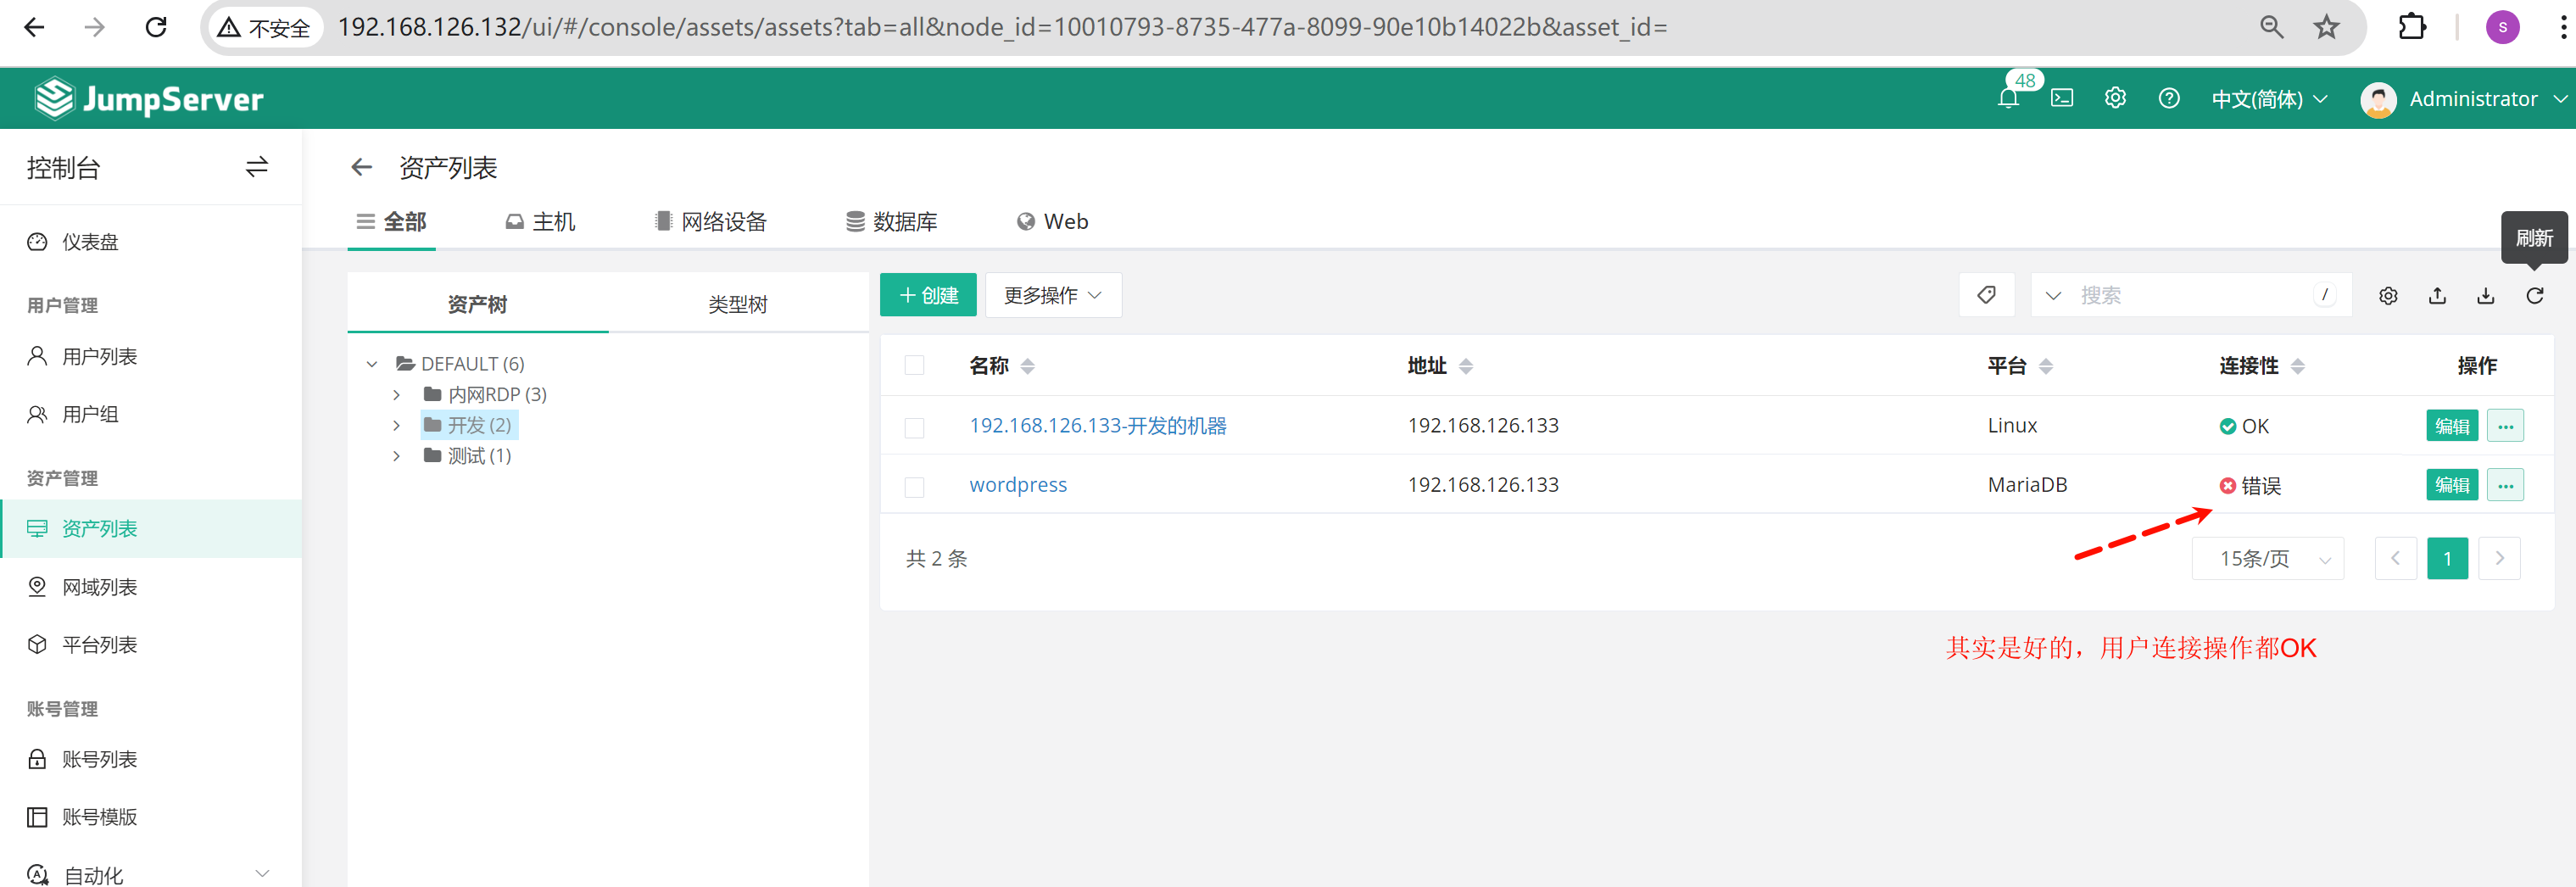 不安全 192.168.126.132/ui/#/console/assets/assets?tab=all&node_id=10010793-8735-477a-8099-90e10b14022b&asset_id=
S
JumpServer
48
中文(简体)
Administrator
控制台
仪表盘
用户管理
用户列表
用户组
资产管理
资产列表
网域列表
平台列表
账号管理
账号列表
账号模版
自动化
资产列表
全部 主机 网络设备 数据库 Web
刷新
资产树 类型树
DEFAULT (6)
内网RDP (3)
开发 (2)
测试 (1)
创建 更多操作 搜索 /
名称 地址 平台 连接性 操作
192.168.126.133-开发的机器 192.168.126.133 Linux OK 编辑 ...
wordpress 192.168.126.133 MariaDB 错误 编辑 ...
共 2 条 15条/页 1
其实是好的，用户连接操作都OK